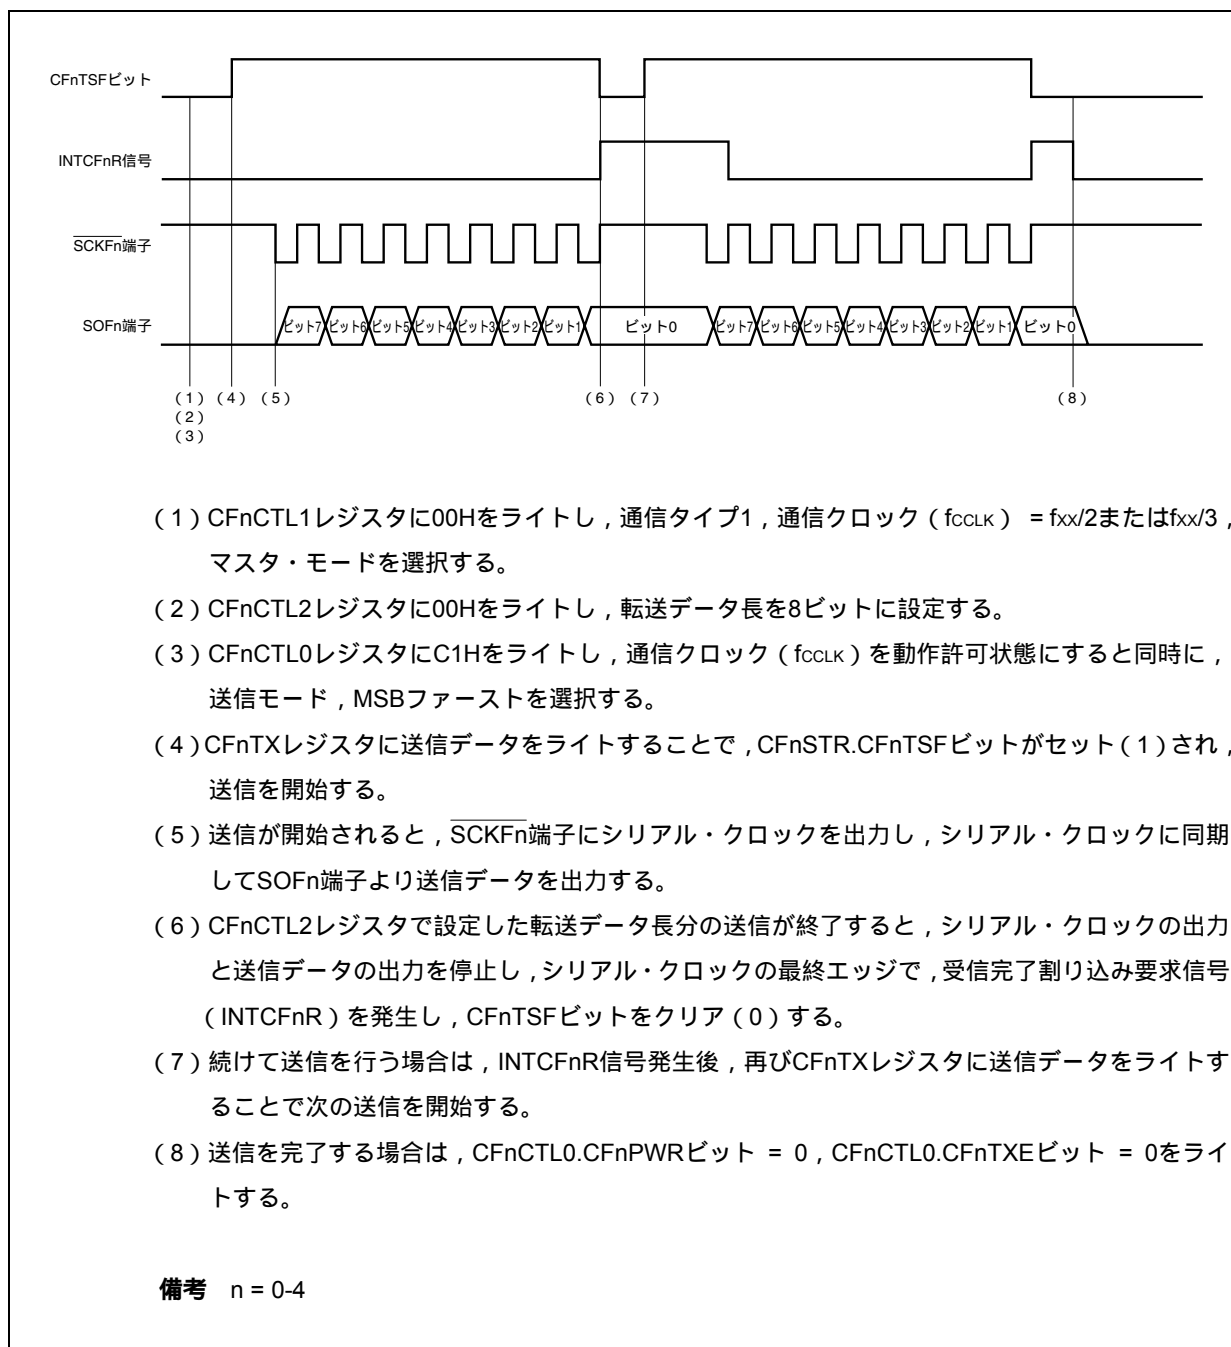 CFnTSFビット
INTCFnR信号
SCKFn端子
SOFn端子
ビット7 ビット6 ビット5 ビット4 ビット3 ビット2 ビット1 ビット0 ビット7 ビット6 ビット5 ビット4 ビット3 ビット2 ビット1 ビット0
(1) (4) (5) (6) (7) (8)
(2)
(3)
(1)CFnCTL1レジスタに00Hをライトし,通信タイプ1,通信クロック(fCCLK) = fXX/2またはfXX/3,
マスタ・モードを選択する。
(2)CFnCTL2レジスタに00Hをライトし,転送データ長を8ビットに設定する。
(3)CFnCTL0レジスタにC1Hをライトし,通信クロック(fCCLK)を動作許可状態にすると同時に,
送信モード,MSBファーストを選択する。
(4)CFnTXレジスタに送信データをライトすることで,CFnSTR.CFnTSFビットがセット(1)され,
送信を開始する。
(5)送信が開始されると,SCKFn端子にシリアル・クロックを出力し,シリアル・クロックに同期
してSOFn端子より送信データを出力する。
(6)CFnCTL2レジスタで設定した転送データ長分の送信が終了すると,シリアル・クロックの出力
と送信データの出力を停止し,シリアル・クロックの最終エッジで,受信完了割り込み要求信号
(INTCFnR)を発生し,CFnTSFビットをクリア(0)する。
(7)続けて送信を行う場合は,INTCFnR信号発生後,再びCFnTXレジスタに送信データをライトす
ることで次の送信を開始する。
(8)送信を完了する場合は,CFnCTL0.CFnPWRビット = 0,CFnCTL0.CFnTXEビット = 0をライ
トする。
備考 n = 0-4